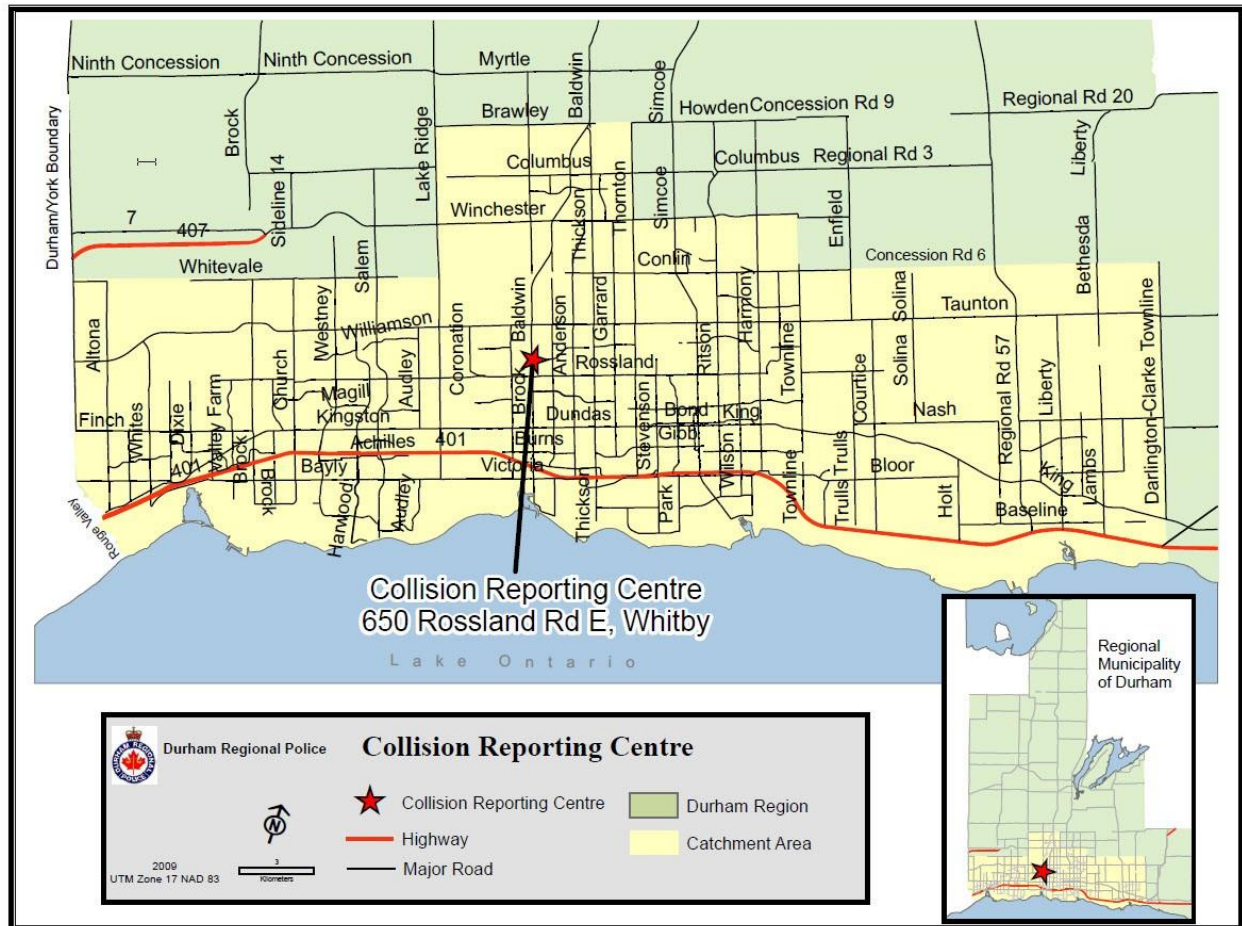 Ninth Concession
Ninth Concession
Myrtle
Baldwin
Simcoe
Brawley
Howden
Concession Rd 9
Regional Rd 20
Durham/York Boundary
Brock
Lake Ridge
Columbus
Columbus
Regional Rd 3
Liberty
Sideline 14
Winchester
Thickson
Thornton
Simcoe
Enfield
7
407
Whitevale
Salem
Conlin
Concession Rd 6
Bethesda
Altona
Westney
Williamson
Audley
Coronation
Baldwin
Anderson
Garrard
Harmony
Ritson
Townline
Solina
Solina
Taunton
Rossland
Courtice
Regional Rd 57
Liberty
Darlington-Clarke Townline
Finch
Whites
Dixie
Valley Farm
Church
Magill
Kingston
Brock
Dundas
Stevenson
Bond
King
Nash
Achilles
401
Burns
Gibb
401
Brock
Brock
Bayly
Victoria
Wilson
Trulls
Bloor
King
Lambs
Rouge Valley
Harwood
Audley
Thickson
Park
Townline
Trulls
Holt
Baseline
Collision Reporting Centre
650 Rossland Rd E, Whitby
Lake Ontario
Regional
Municipality
of Durham
Durham Regional Police
Collision Reporting Centre
DURHAM REGION
POLICE
N
2009
UTM Zone 17 NAD 83
3
Kilometers
Collision Reporting Centre
Highway
Major Road
Durham Region
Catchment Area